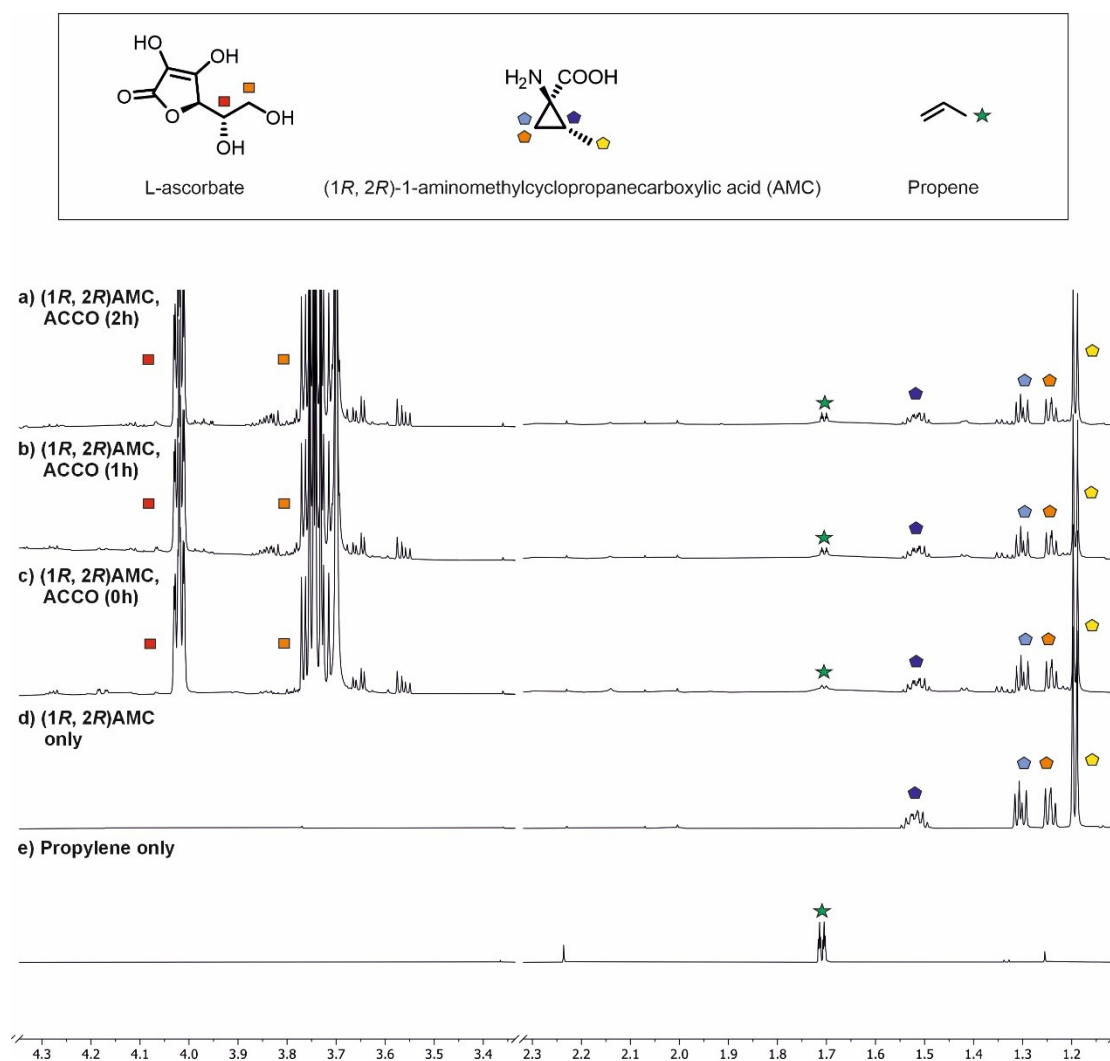 HO
OH
O
O
OH
OH
H₂N
COOH
L-ascorbate
(1R, 2R)-1-aminomethylcyclopropanecarboxylic acid (AMC)
Propene
a) (1R, 2R)AMC,
ACCO (2h)
b) (1R, 2R)AMC,
ACCO (1h)
c) (1R, 2R)AMC,
ACCO (0h)
d) (1R, 2R)AMC
only
e) Propylene only
4.3 4.2 4.1 4.0 3.9 3.8 3.7 3.6 3.5 3.4 2.3 2.2 2.1 2.0 1.9 1.8 1.7 1.6 1.5 1.4 1.3 1.2